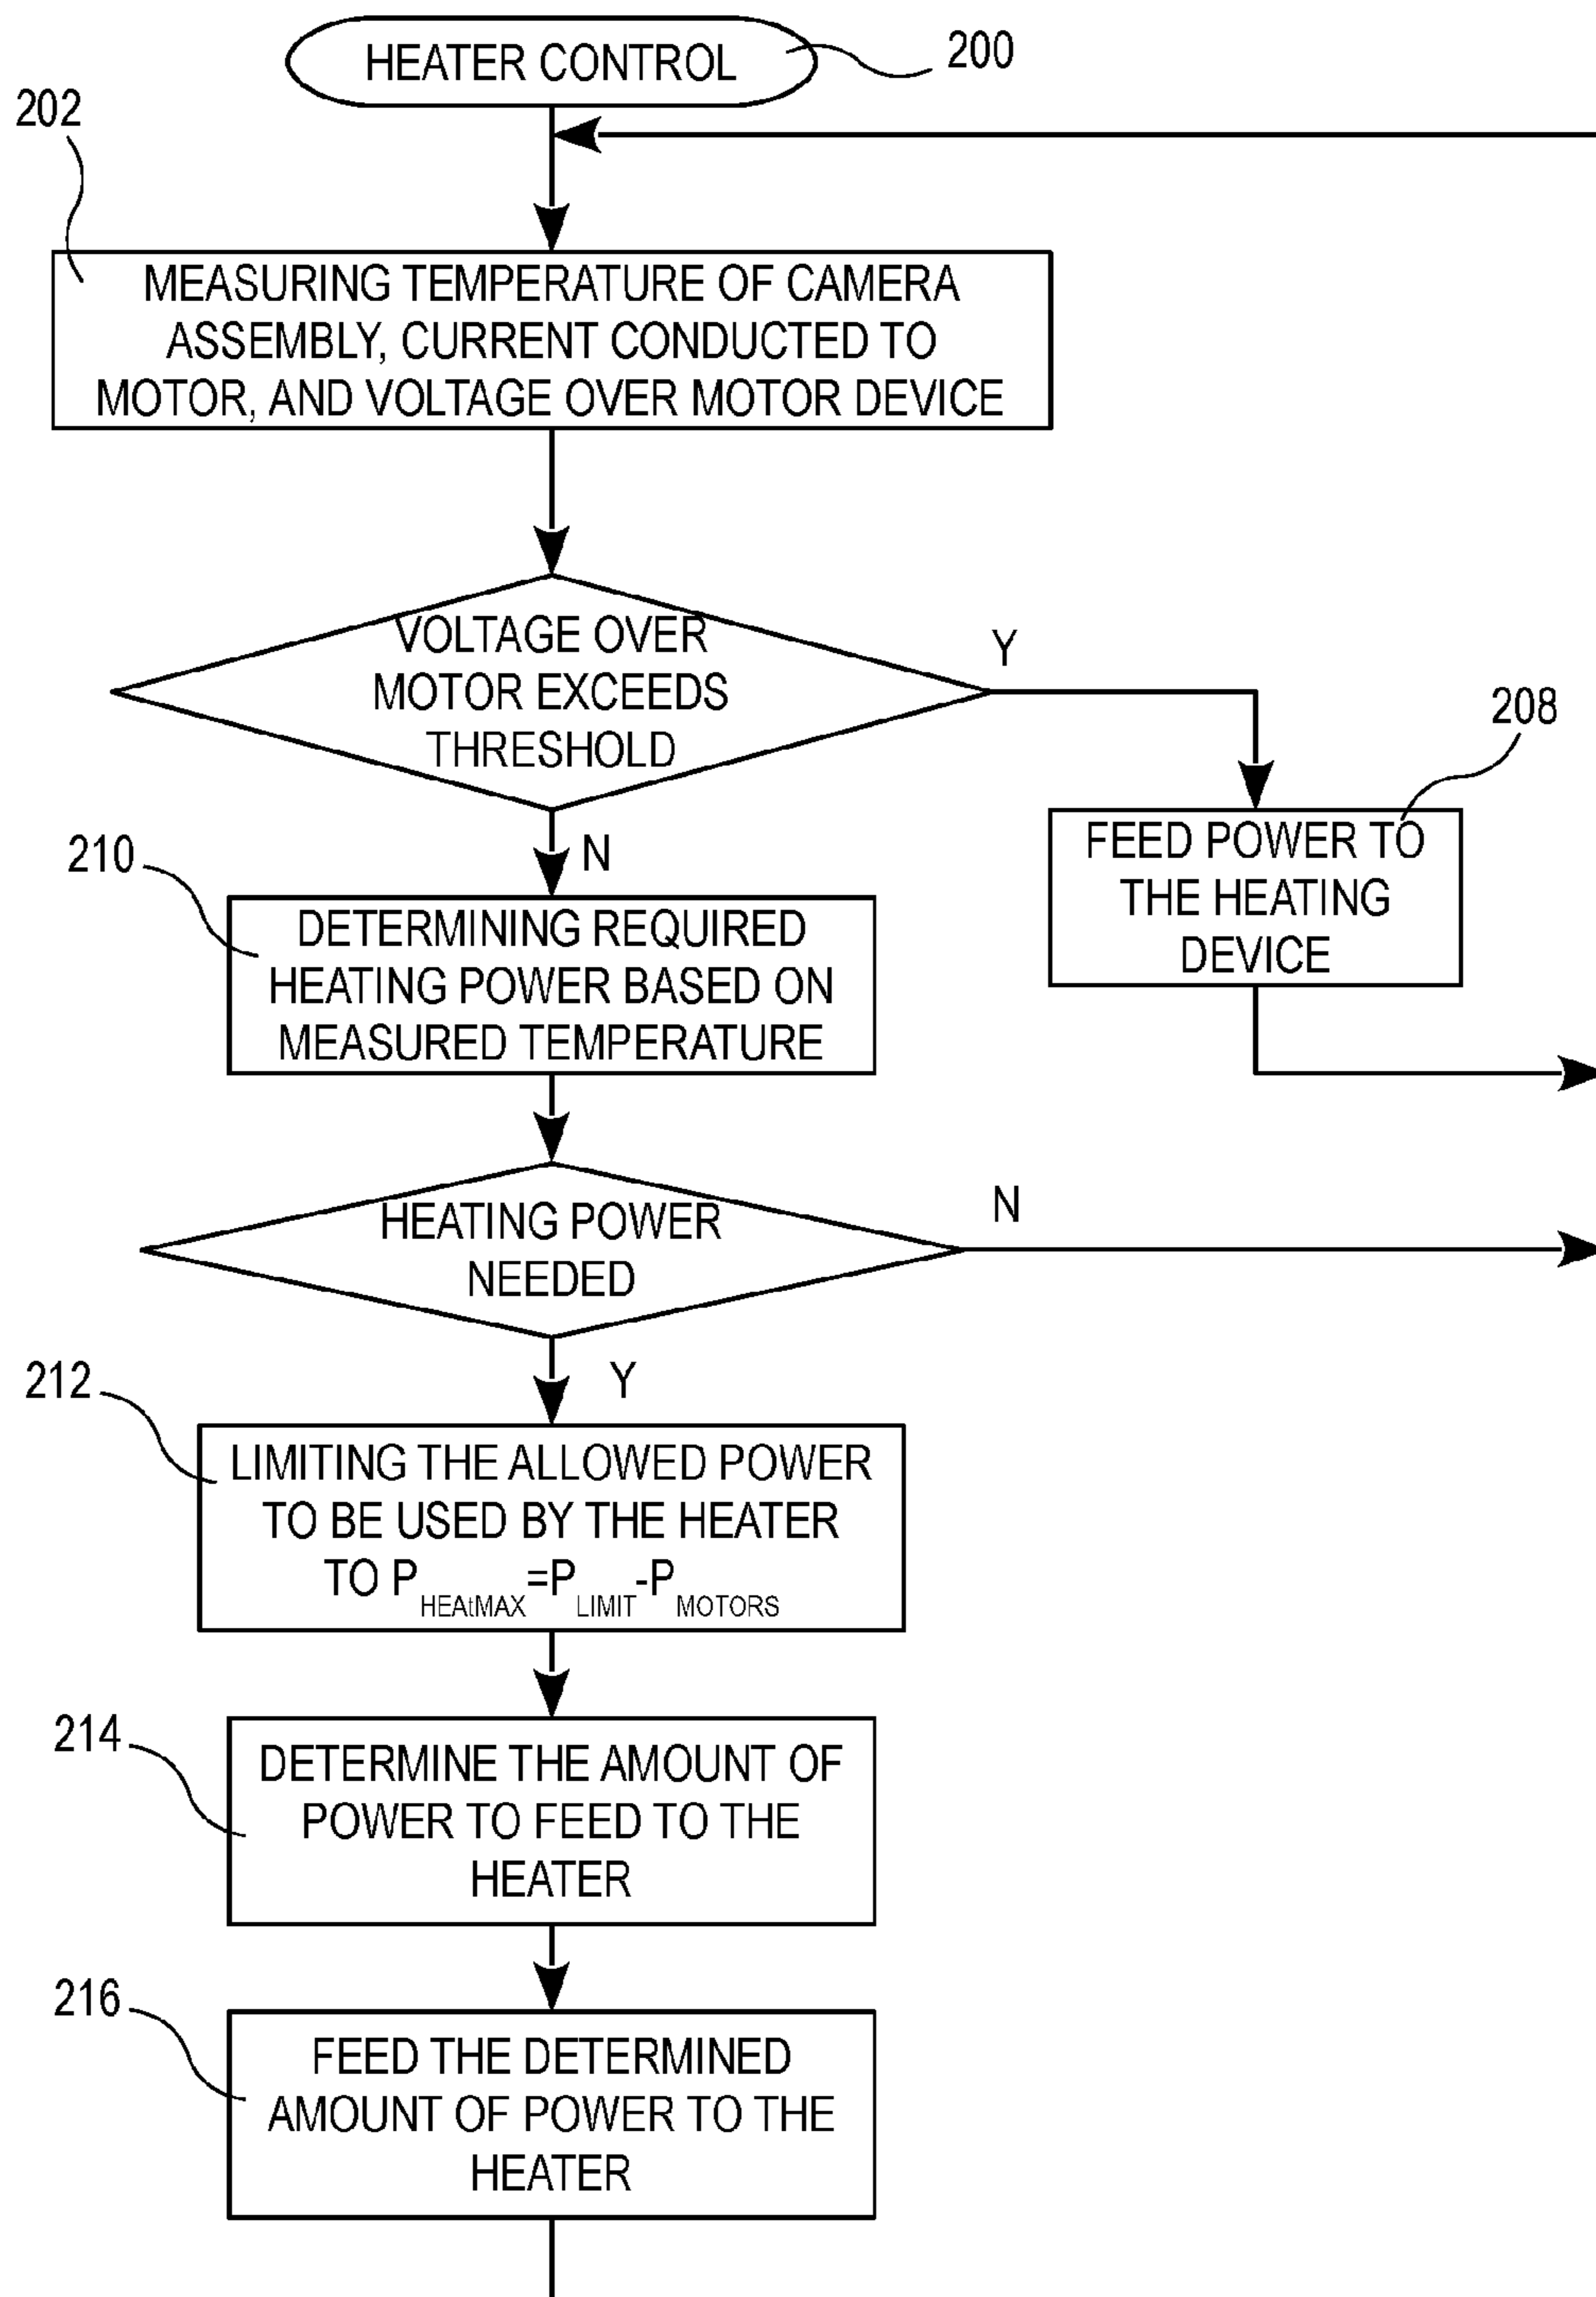 HEATER CONTROL
200
202
MEASURING TEMPERATURE OF CAMERA
ASSEMBLY, CURRENT CONDUCTED TO
MOTOR, AND VOLTAGE OVER MOTOR DEVICE
VOLTAGE OVER
MOTOR EXCEEDS
THRESHOLD
Y
208
FEED POWER TO
THE HEATING
DEVICE
N
210
DETERMINING REQUIRED
HEATING POWER BASED ON
MEASURED TEMPERATURE
HEATING POWER
NEEDED
N
Y
212
LIMITING THE ALLOWED POWER
TO BE USED BY THE HEATER
TO P HEAtMAX =P LIMIT -P MOTORS
214
DETERMINE THE AMOUNT OF
POWER TO FEED TO THE
HEATER
216
FEED THE DETERMINED
AMOUNT OF POWER TO THE
HEATER